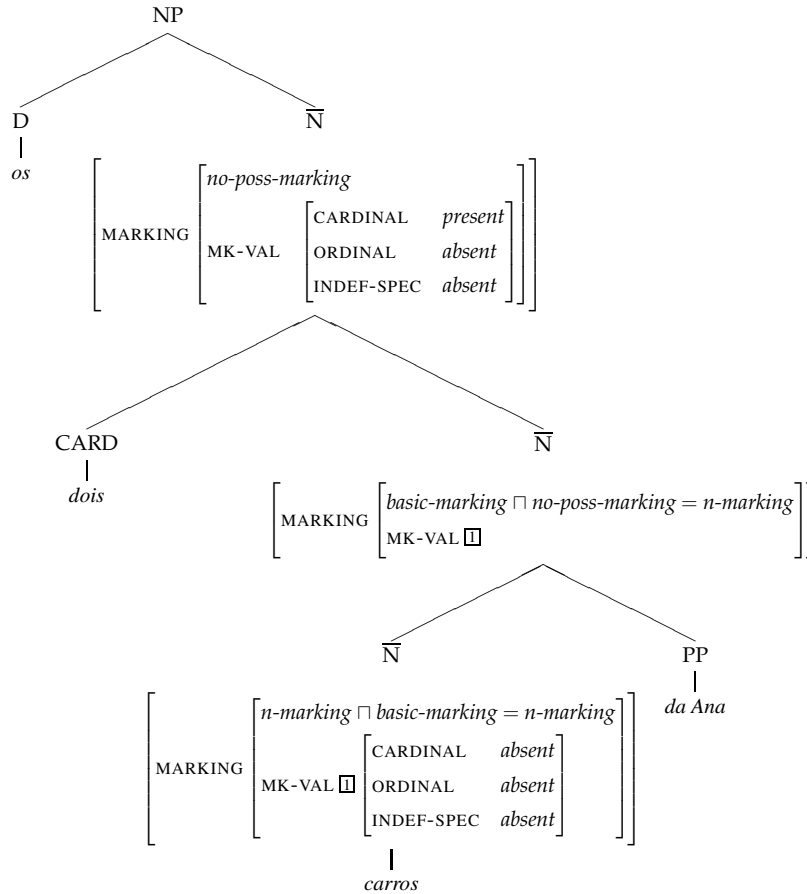 NP
D N̅
os
[MARKING [no-poss-marking
MK-VAL [CARDINAL present
ORDINAL absent
INDEF-SPEC absent]]]
CARD N̅
dois
[MARKING [basic-marking ⊓ no-poss-marking = n-marking
MK-VAL 1]]
N̅ PP
da Ana
[MARKING [n-marking ⊓ basic-marking = n-marking
MK-VAL 1 [CARDINAL absent
ORDINAL absent
INDEF-SPEC absent]]]
carros